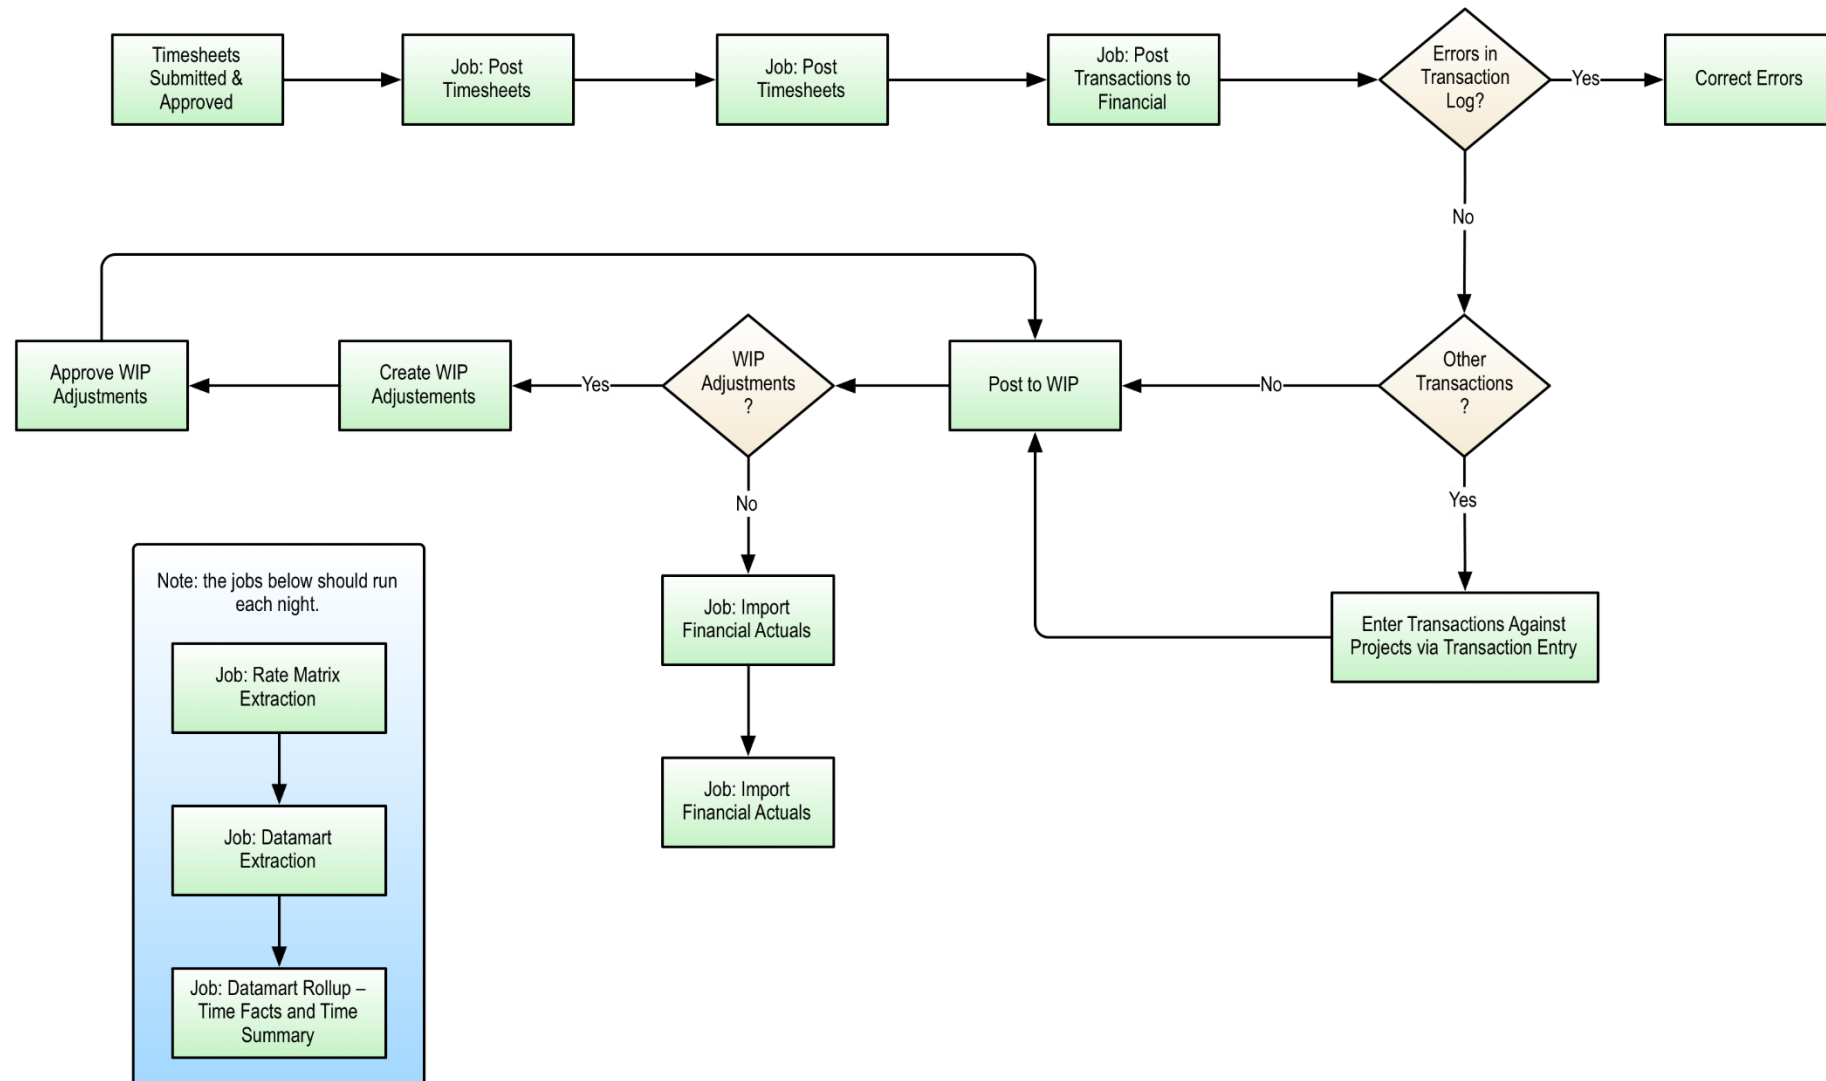 Timesheets
Submitted &
Approved
Job: Post
Timesheets
Job: Post
Timesheets
Job: Post
Transactions to
Financial
Errors in
Transaction
Log?
Yes
Correct Errors
No
Approve WIP
Adjustments
Create WIP
Adjustements
Yes
WIP
Adjustments
?
Post to WIP
No
Other
Transactions
?
No
Yes
Note: the jobs below should run
each night.
Job: Import
Financial Actuals
Enter Transactions Against
Projects via Transaction Entry
Job: Rate Matrix
Extraction
Job: Import
Financial Actuals
Job: Datamart
Extraction
Job: Datamart Rollup –
Time Facts and Time
Summary